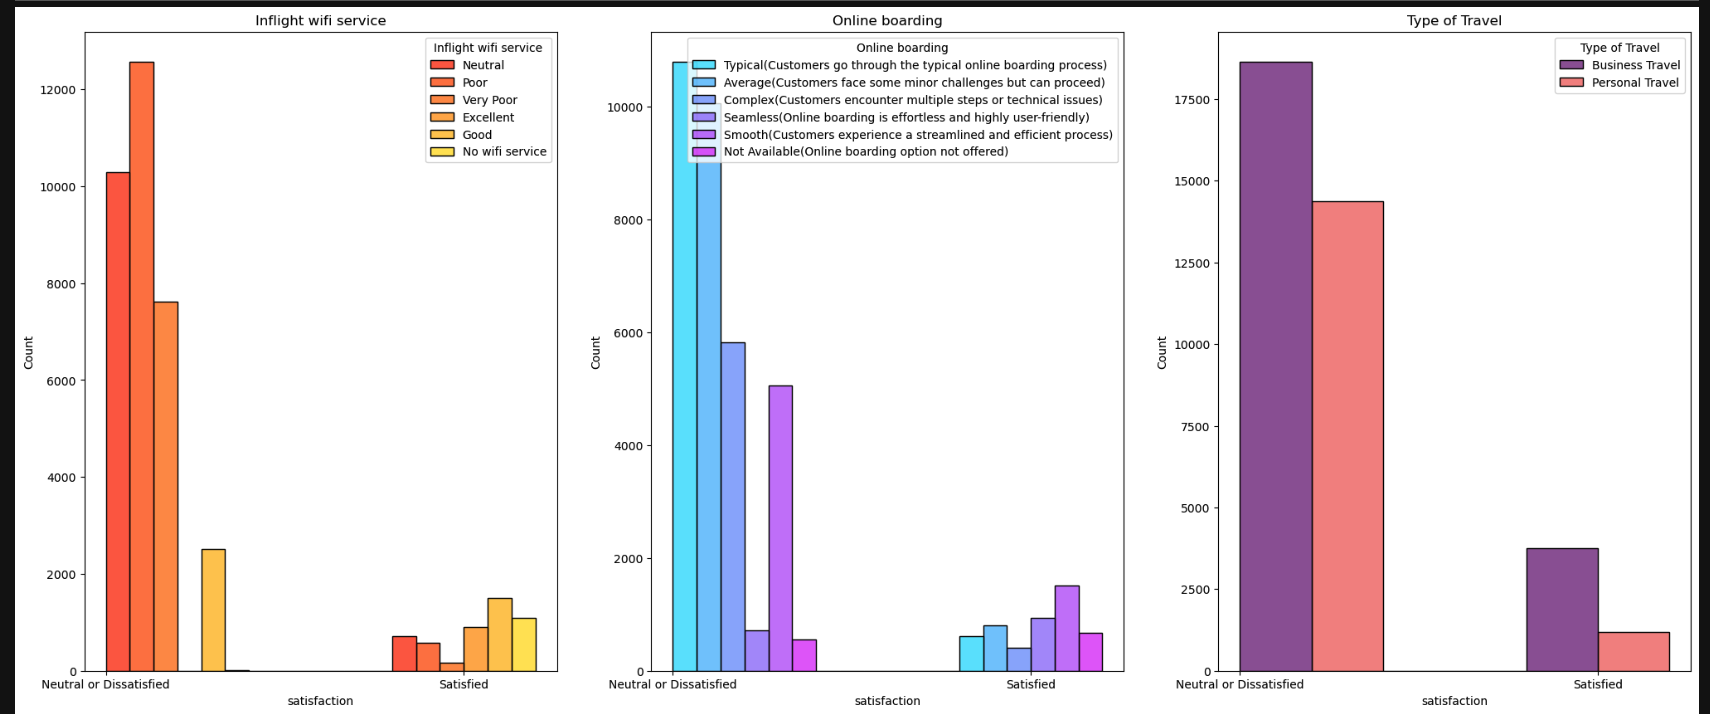 Inflight wifi service
Inflight wifi service
Neutral
Poor
Very Poor
Excellent
Good
No wifi service
12000
10000
8000
6000
4000
2000
0
Count
Neutral or Dissatisfied
Satisfied
satisfaction
Online boarding
Online boarding
Typical(Customers go through the typical online boarding process)
Average(Customers face some minor challenges but can proceed)
Complex(Customers encounter multiple steps or technical issues)
Seamless(Online boarding is effortless and highly user-friendly)
Smooth(Customers experience a streamlined and efficient process)
Not Available(Online boarding option not offered)
10000
8000
6000
4000
2000
0
Count
Neutral or Dissatisfied
Satisfied
satisfaction
Type of Travel
Type of Travel
Business Travel
Personal Travel
17500
15000
12500
10000
7500
5000
2500
0
Count
Neutral or Dissatisfied
Satisfied
satisfaction